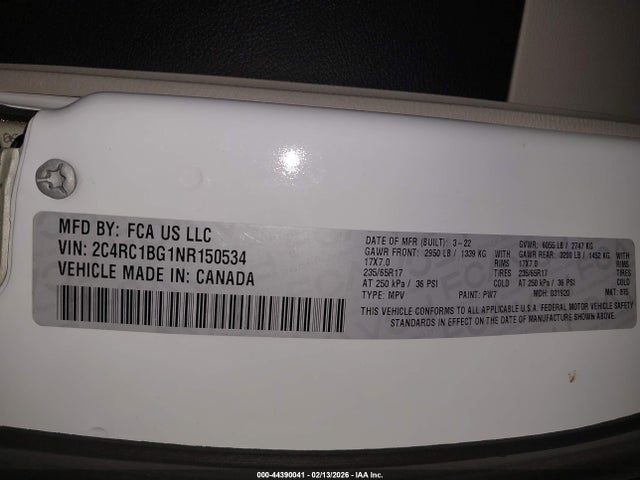 MFD BY: FCA US LLC
VIN: 2C4RC1BG1NR150534
VEHICLE MADE IN: CANADA
DATE OF MFR (BUILT): 3-22 GVWR: 6055 LB / 2747 KG
GAWR FRONT: 2950 LB / 1339 KG WITH GAWR REAR: 3200 LB / 1452 KG WITH
17X7.0 RIMS 17X7.0 RIMS
235/65R17 TIRES 235/65R17 TIRES
AT 250 kPa / 36 PSI COLD AT 250 kPa / 36 PSI COLD
TYPE: MPV PAINT: PW7 MDH: 031520 MKT: 875
THIS VEHICLE CONFORMS TO ALL APPLICABLE U.S.A. FEDERAL MOTOR VEHICLE SAFETY
STANDARDS IN EFFECT ON THE DATE OF MANUFACTURE SHOWN ABOVE.
000-44390041 - 02/13/2026 - IAA Inc.